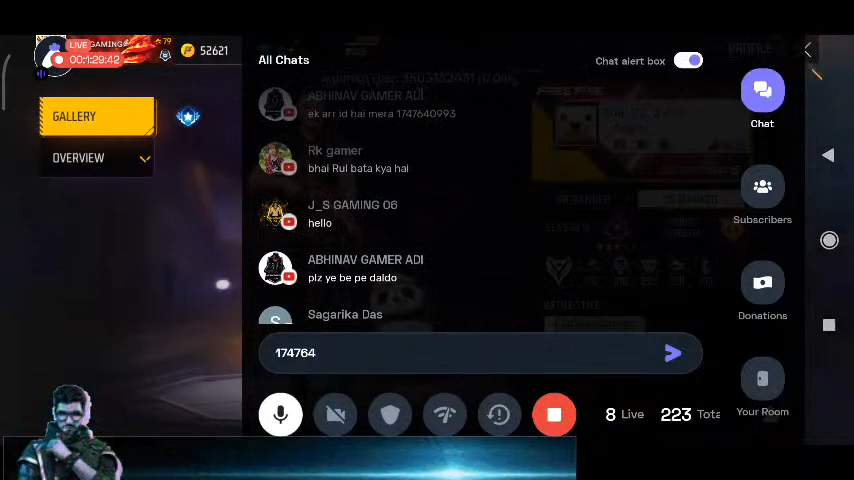 LIVE GAMING
79
00:1:29:42
52621
All Chats
Chat alert box
PROFILE
GALLERY
ABHINAV GAMER ADI
ek arr id hai mera 1747640993
Chat
Rk gamer
bhai Rul bata kya hai
OVERVIEW
J_S GAMING 06
hello
Subscribers
ABHINAV GAMER ADI
plz ye be pe daldo
Donations
Sagarika Das
S
174764
8 Live
223 Tota
Your Room